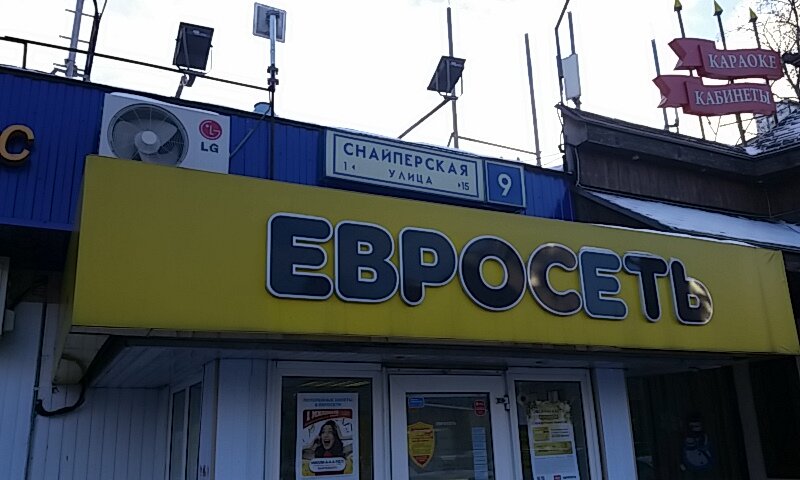 КАРАОКЕ
КАБИНЕТЫ
С
LG
СНАЙПЕРСКАЯ
УЛИЦА
1
15
9
ЕВРОСЕТЬ